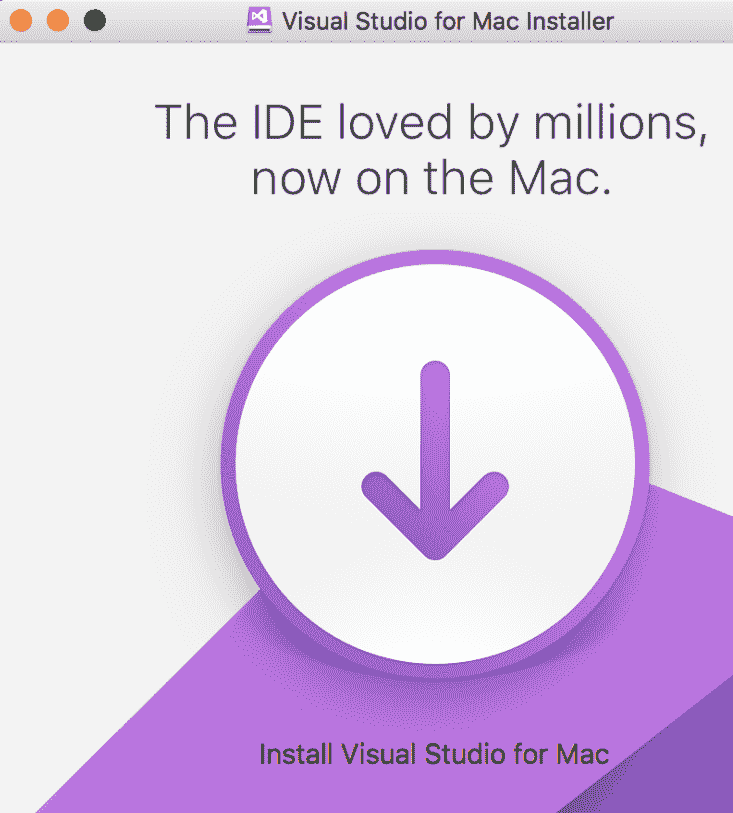 Visual Studio for Mac Installer
The IDE loved by millions,
now on the Mac.
Install Visual Studio for Mac